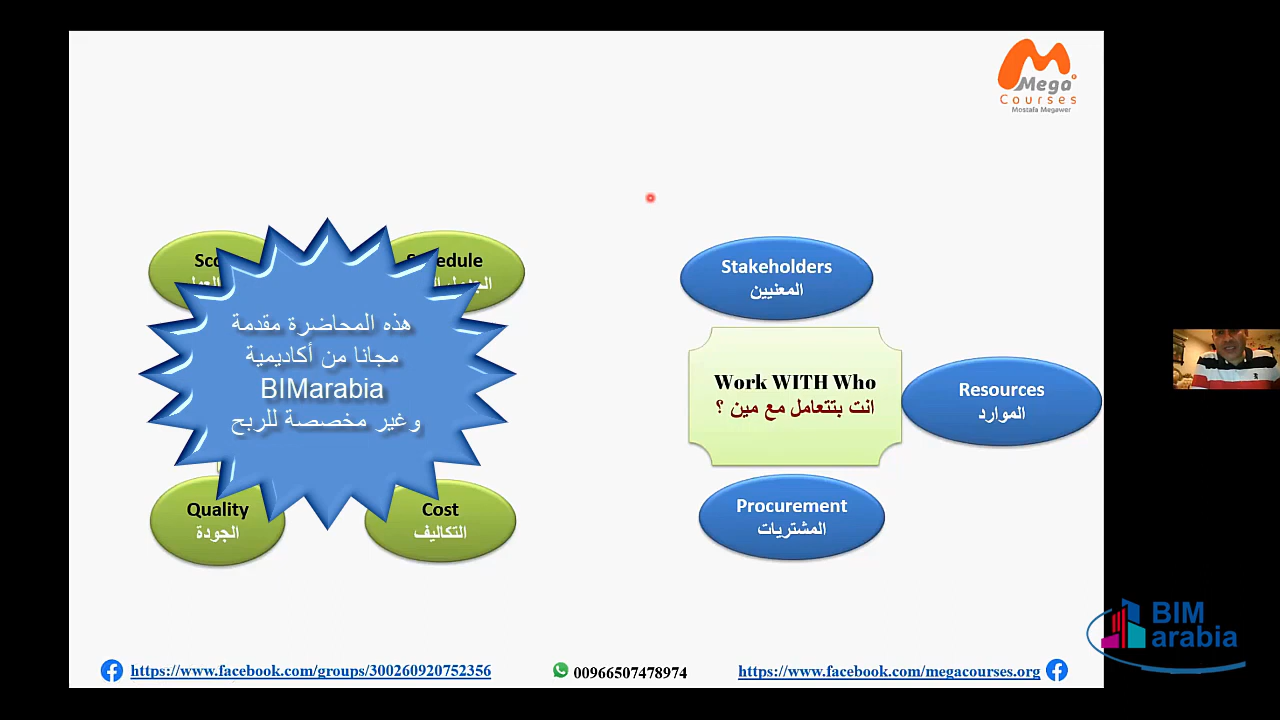 Mega
Courses
Mostafa Megawer
Schedule
Stakeholders
المعنيين
هذه المحاضرة مقدمة
مجانا من أكاديمية
BIMarabia
وغير مخصصة للربح
Work WITH Who
انت بتتعامل مع مين ؟
Resources
الموارد
Quality
الجودة
Cost
التكاليف
Procurement
المشتريات
BIM
arabia
https://www.facebook.com/groups/300260920752356
00966507478974
https://www.facebook.com/megacourses.org